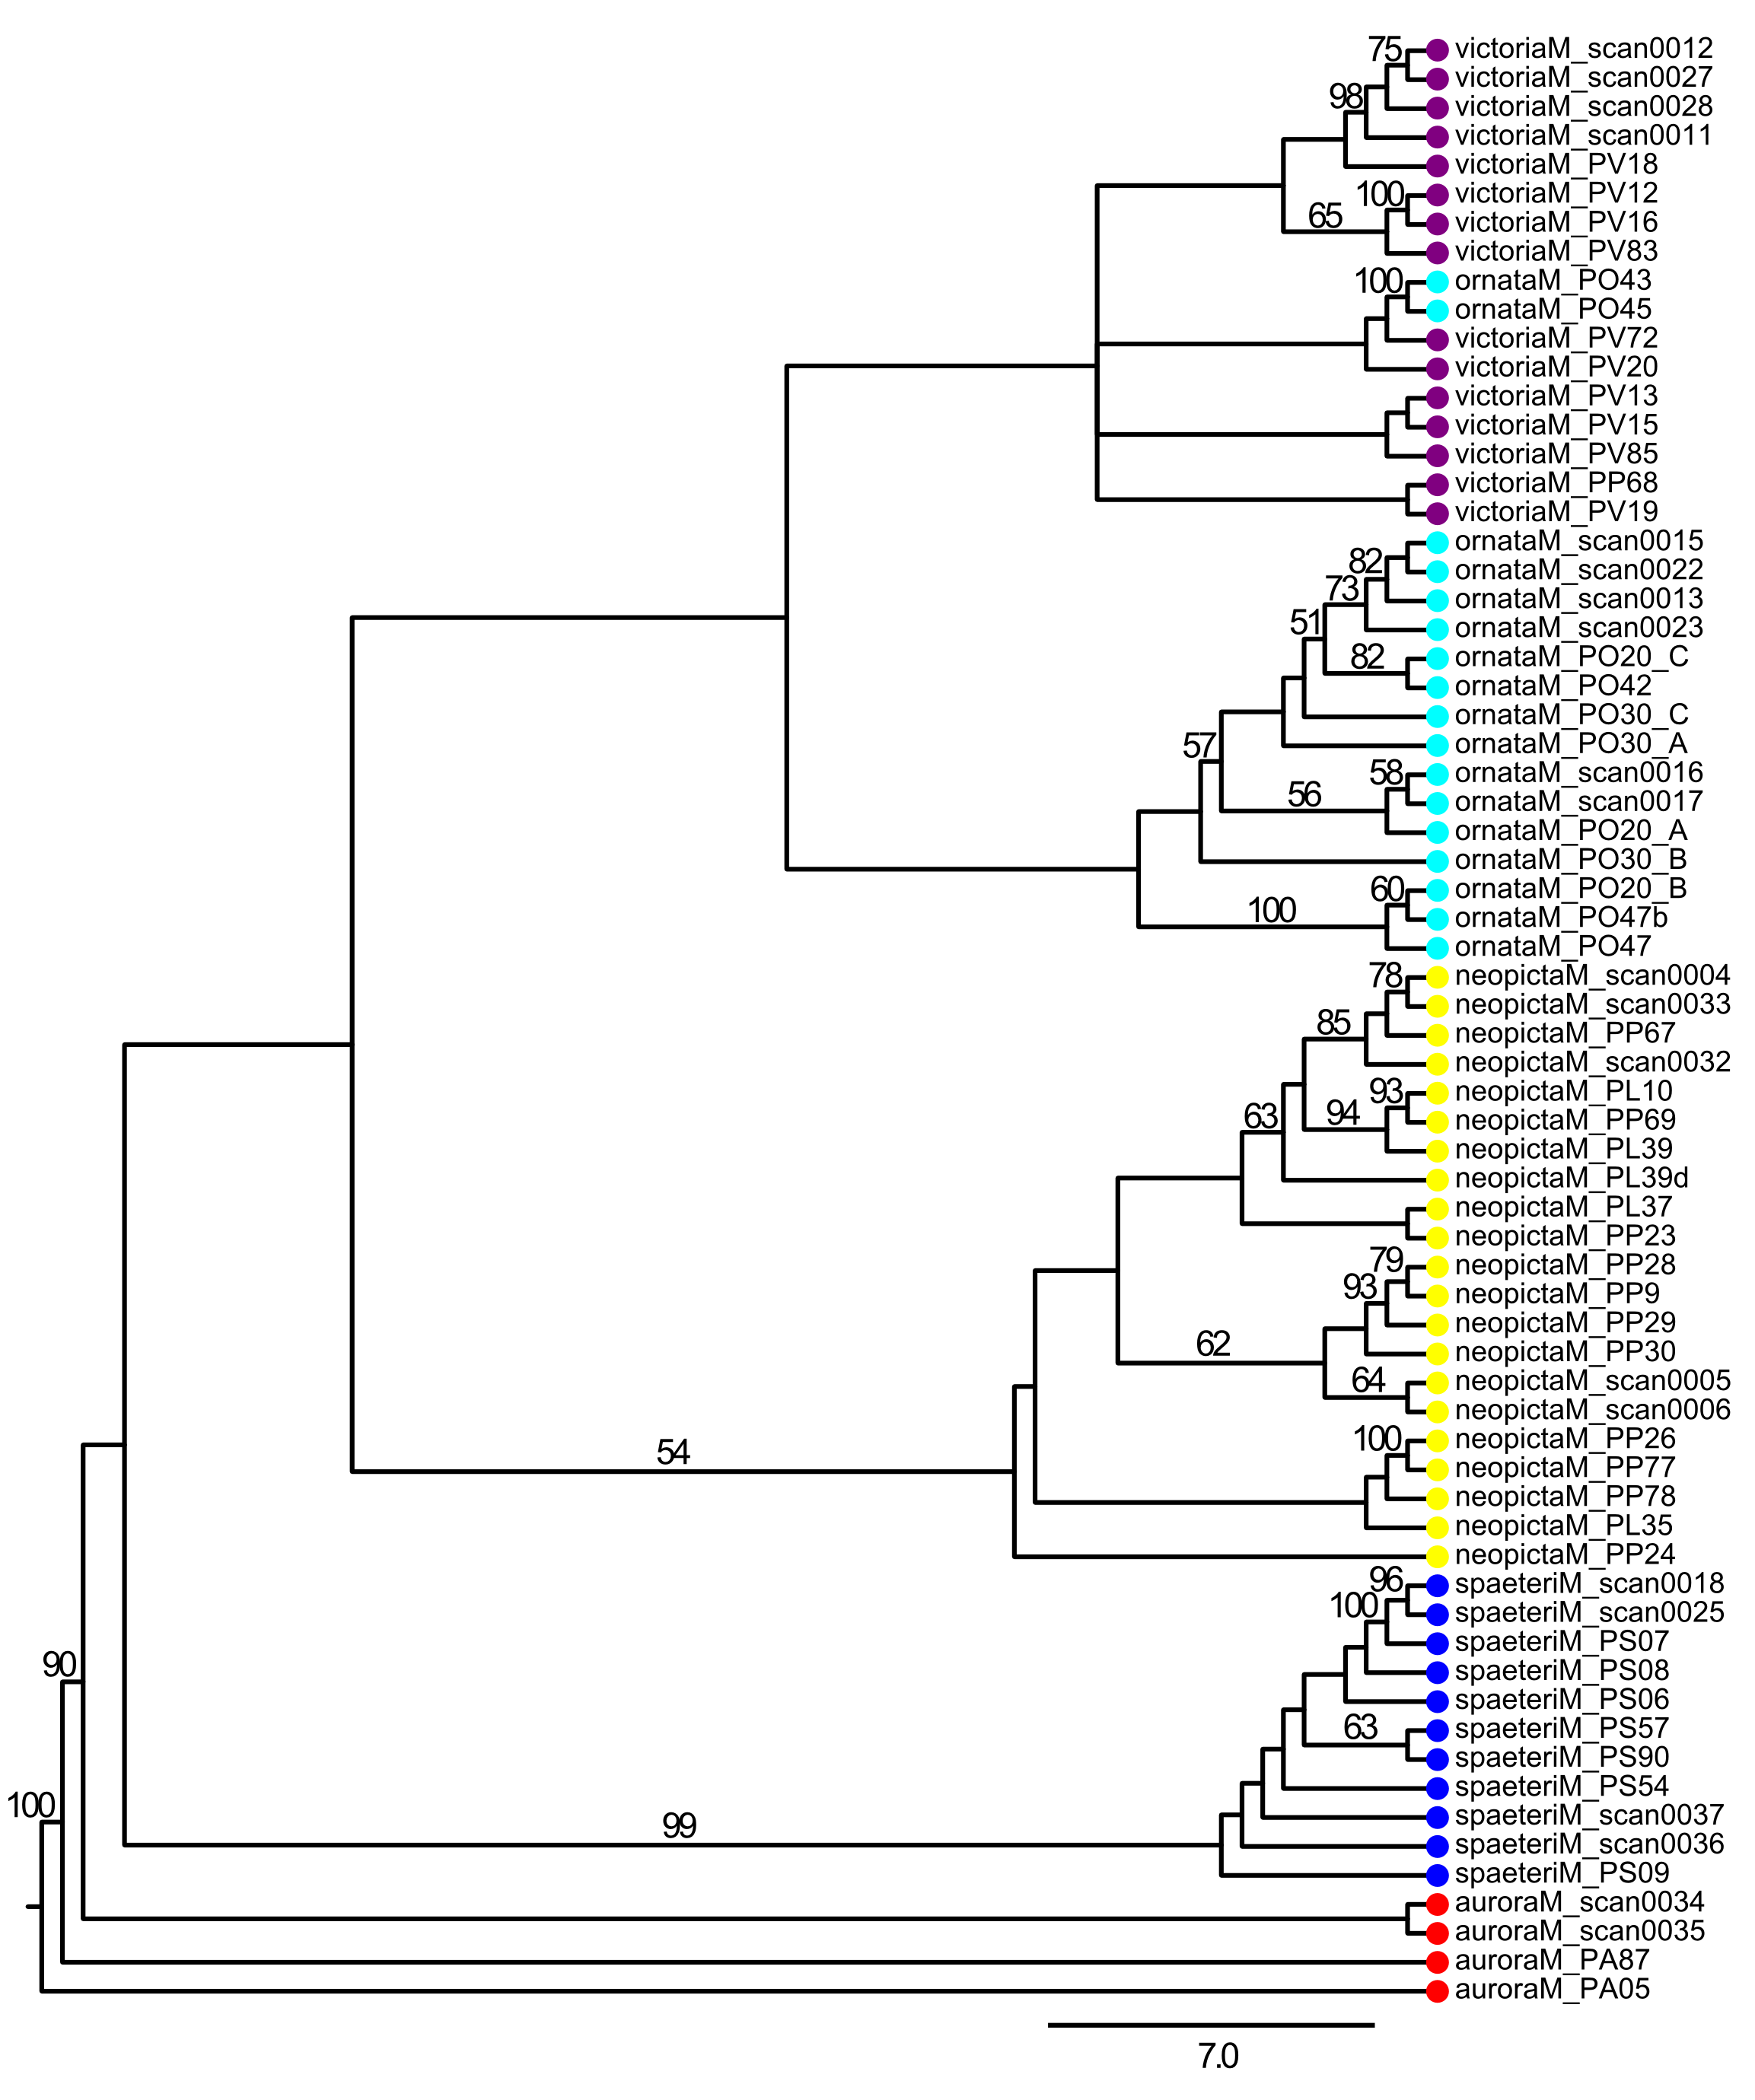 75
victoriaM_scan0012
victoriaM_scan0027
98
victoriaM_scan0028
victoriaM_scan0011
victoriaM_PV18
100
victoriaM_PV12
65
victoriaM_PV16
victoriaM_PV83
100
ornataM_PO43
ornataM_PO45
victoriaM_PV72
victoriaM_PV20
victoriaM_PV13
victoriaM_PV15
victoriaM_PV85
victoriaM_PP68
victoriaM_PV19
ornataM_scan0015
82
ornataM_scan0022
73
ornataM_scan0013
51
ornataM_scan0023
82
ornataM_PO20_C
ornataM_PO42
ornataM_PO30_C
57
ornataM_PO30_A
58
ornataM_scan0016
56
ornataM_scan0017
ornataM_PO20_A
ornataM_PO30_B
60
ornataM_PO20_B
100
ornataM_PO47b
ornataM_PO47
78
neopictaM_scan0004
neopictaM_scan0033
85
neopictaM_PP67
neopictaM_scan0032
93
neopictaM_PL10
63
94
neopictaM_PP69
neopictaM_PL39
neopictaM_PL39d
neopictaM_PL37
neopictaM_PP23
79
neopictaM_PP28
93
neopictaM_PP9
neopictaM_PP29
62
neopictaM_PP30
64
neopictaM_scan0005
neopictaM_scan0006
100
neopictaM_PP26
54
neopictaM_PP77
neopictaM_PP78
neopictaM_PL35
neopictaM_PP24
96
spaeteriM_scan0018
100
spaeteriM_scan0025
spaeteriM_PS07
90
spaeteriM_PS08
spaeteriM_PS06
63
spaeteriM_PS57
spaeteriM_PS90
spaeteriM_PS54
100
99
spaeteriM_scan0037
spaeteriM_scan0036
spaeteriM_PS09
auroraM_scan0034
auroraM_scan0035
auroraM_PA87
auroraM_PA05
7.0